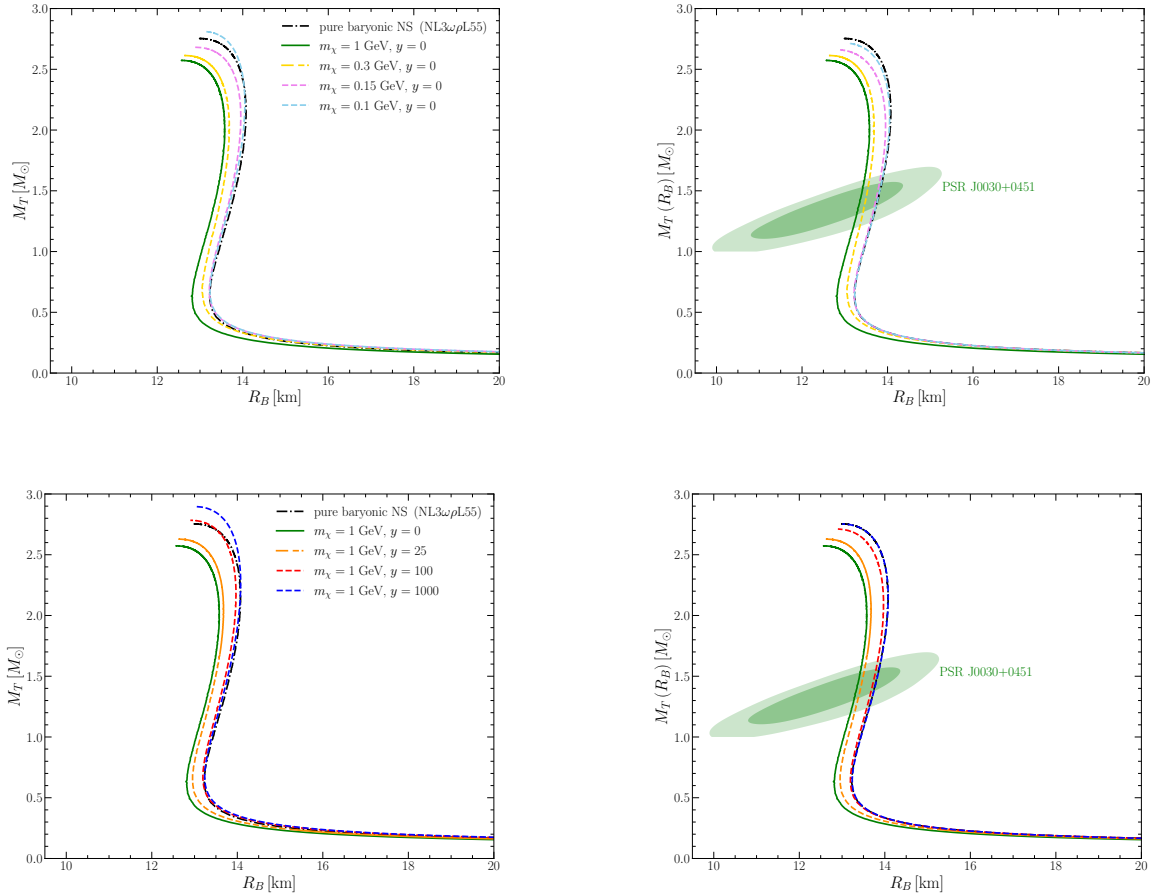 3.0
2.5
2.0
1.5
1.0
0.5
0.0
M_T [M_⊙]
pure baryonic NS (NL3ωρL55)
m_χ = 1 GeV, y = 0
m_χ = 0.3 GeV, y = 0
m_χ = 0.15 GeV, y = 0
m_χ = 0.1 GeV, y = 0
10 12 14 16 18 20
R_B [km]
3.0
2.5
2.0
1.5
1.0
0.5
0.0
M_T (R_B) [M_⊙]
PSR J0030+0451
10 12 14 16 18 20
R_B [km]
3.0
2.5
2.0
1.5
1.0
0.5
0.0
M_T [M_⊙]
pure baryonic NS (NL3ωρL55)
m_χ = 1 GeV, y = 0
m_χ = 1 GeV, y = 25
m_χ = 1 GeV, y = 100
m_χ = 1 GeV, y = 1000
10 12 14 16 18 20
R_B [km]
3.0
2.5
2.0
1.5
1.0
0.5
0.0
M_T (R_B) [M_⊙]
PSR J0030+0451
10 12 14 16 18 20
R_B [km]